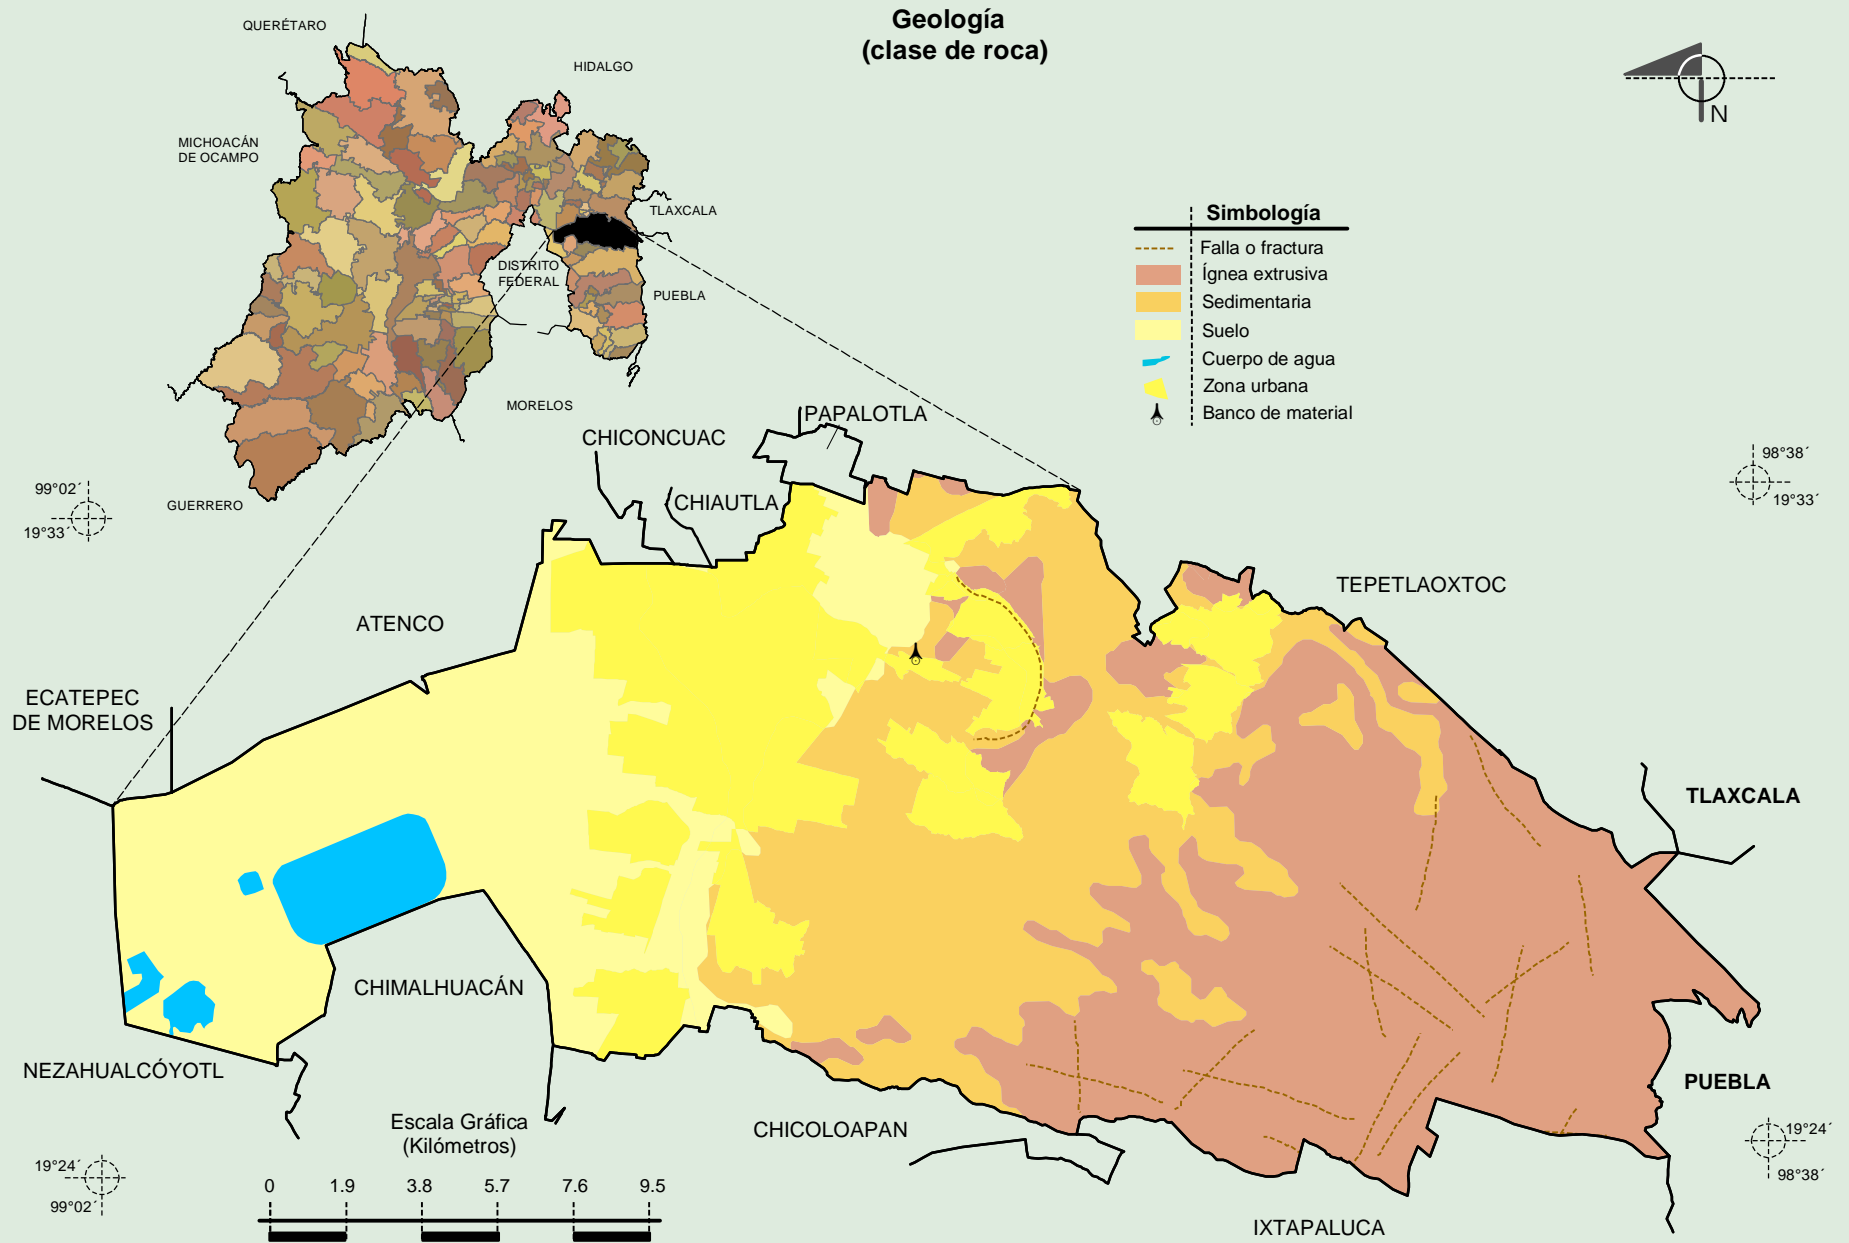 Geología
(clase de roca)
QUERÉTARO
HIDALGO
MICHOACÁN
DE OCAMPO
TLAXCALA
DISTRITO
FEDERAL
PUEBLA
MORELOS
GUERRERO
N
Simbología
Falla o fractura
Ígnea extrusiva
Sedimentaria
Suelo
Cuerpo de agua
Zona urbana
Banco de material
99°02´
19°33´
98°38´
19°33´
PAPALOTLA
CHICONCUAC
CHIAUTLA
TEPETLAOXTOC
ATENCO
ECATEPEC
DE MORELOS
TLAXCALA
CHIMALHUACÁN
NEZAHUALCÓYOTL
PUEBLA
CHICOLOAPAN
IXTAPALUCA
Escala Gráfica
(Kilómetros)
0 1.9 3.8 5.7 7.6 9.5
19°24´
99°02´
19°24´
98°38´